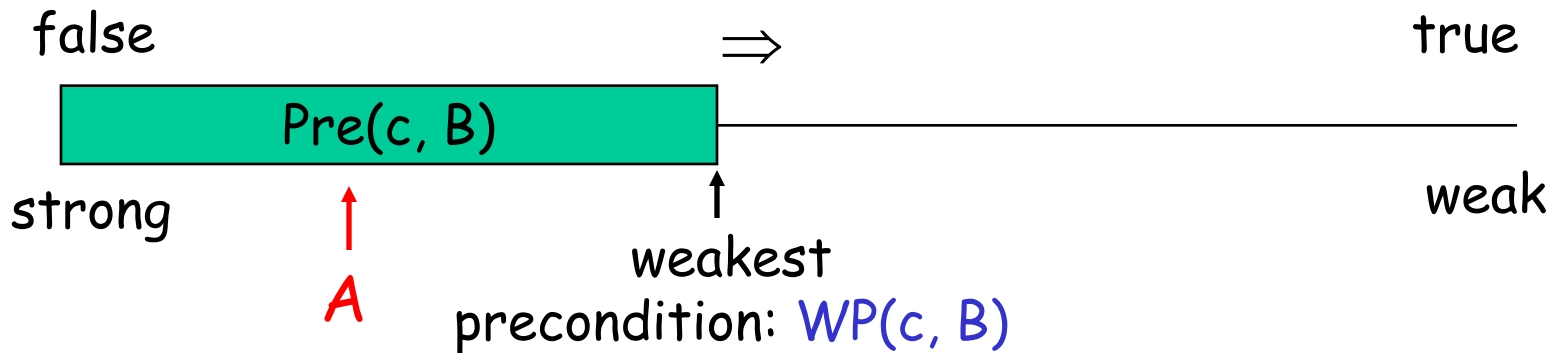 false ⇒ true
Pre(c, B)
strong weak
A weakest
precondition: WP(c, B)